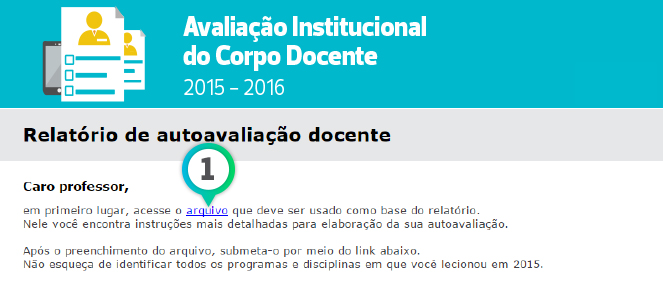 Avaliação Institucional
do Corpo Docente
2015 – 2016
Relatório de autoavaliação docente
1
Caro professor,
em primeiro lugar, acesse o arquivo que deve ser usado como base do relatório.
Nele você encontra instruções mais detalhadas para elaboração da sua autoavaliação.
Após o preenchimento do arquivo, submeta-o por meio do link abaixo.
Não esqueça de identificar todos os programas e disciplinas em que você lecionou em 2015.